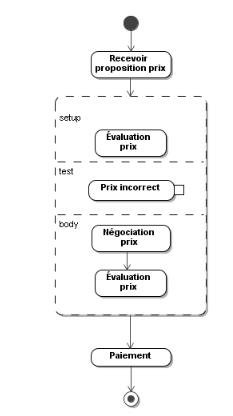 Recevoir
proposition prix
setup
Évaluation
prix
test
Prix incorrect
body
Négociation
prix
Évaluation
prix
Paiement